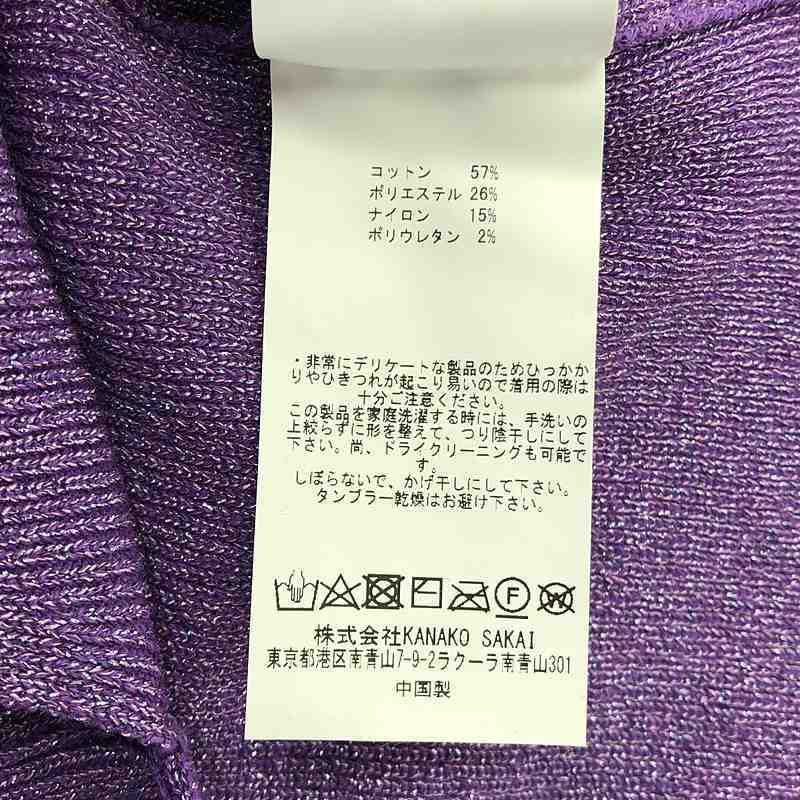 コットン 57%
ポリエステル 26%
ナイロン 15%
ポリウレタン 2%
・非常にデリケートな製品のためひっかか
りやひきつれが起こり易いので着用の際は
十分ご注意ください。
この製品を家庭洗濯する時には、手洗いの
上絞らずに形を整えて、つり陰干しにして
下さい。尚、ドライクリーニングも可能で
す。
しぼらないで、かげ干しにして下さい。
タンブラー乾燥はお避け下さい。
F W
株式会社KANAKO SAKAI
東京都港区南青山7-9-2ラクーラ南青山301
中国製